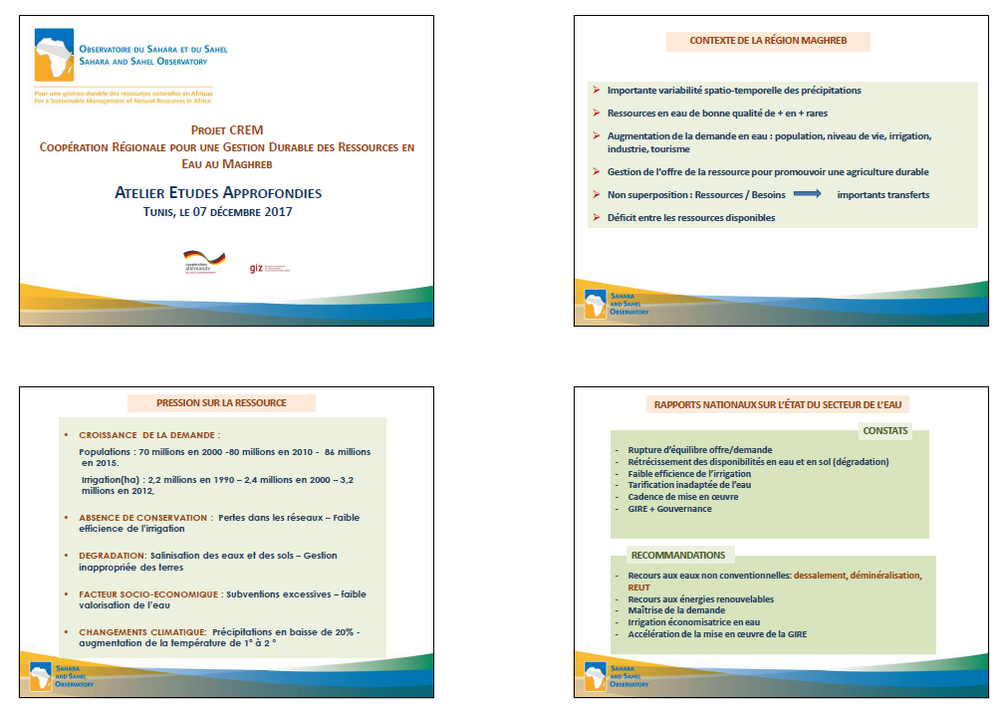 OBSERVATOIRE DU SAHARA ET DU SAHEL
SAHARA AND SAHEL OBSERVATORY
Pour une gestion durable des ressources naturelles en Afrique
For a Sustainable Management of Natural Resources in Africa
PROJET CREM
COOPÉRATION RÉGIONALE POUR UNE GESTION DURABLE DES RESSOURCES EN
EAU AU MAGHREB
ATELIER ETUDES APPROFONDIES
TUNIS, LE 07 DÉCEMBRE 2017
coopération
allemande
giz
CONTEXTE DE LA RÉGION MAGHREB
Importante variabilité spatio-temporelle des précipitations
Ressources en eau de bonne qualité de + en + rares
Augmentation de la demande en eau : population, niveau de vie, irrigation,
industrie, tourisme
Gestion de l'offre de la ressource pour promouvoir une agriculture durable
Non superposition : Ressources / Besoins importants transferts
Déficit entre les ressources disponibles
SAHARA
AND SAHEL
OBSERVATORY
PRESSION SUR LA RESSOURCE
• CROISSANCE DE LA DEMANDE :
Populations : 70 millions en 2000 -80 millions en 2010 - 86 millions
en 2015.
Irrigation(ha) : 2,2 millions en 1990 – 2,4 millions en 2000 – 3,2
millions en 2012,
• ABSENCE DE CONSERVATION : Pertes dans les réseaux – Faible
efficience de l'irrigation
• DEGRADATION: Salinisation des eaux et des sols – Gestion
inappropriée des terres
• FACTEUR SOCIO-ECONOMIQUE : Subventions excessives – faible
valorisation de l'eau
• CHANGEMENTS CLIMATIQUE: Précipitations en baisse de 20% -
augmentation de la température de 1° à 2 °
SAHARA
AND SAHEL
OBSERVATORY
RAPPORTS NATIONAUX SUR L'ÉTAT DU SECTEUR DE L'EAU
CONSTATS
- Rupture d'équilibre offre/demande
- Rétrécissement des disponibilités en eau et en sol (dégradation)
- Faible efficience de l'irrigation
- Tarification inadaptée de l'eau
- Cadence de mise en œuvre
- GIRE + Gouvernance
RECOMMANDATIONS
- Recours aux eaux non conventionnelles: dessalement, déminéralisation,
REUT
- Recours aux énergies renouvelables
- Maîtrise de la demande
- Irrigation économisatrice en eau
- Accélération de la mise en œuvre de la GIRE
SAHARA
AND SAHEL
OBSERVATORY